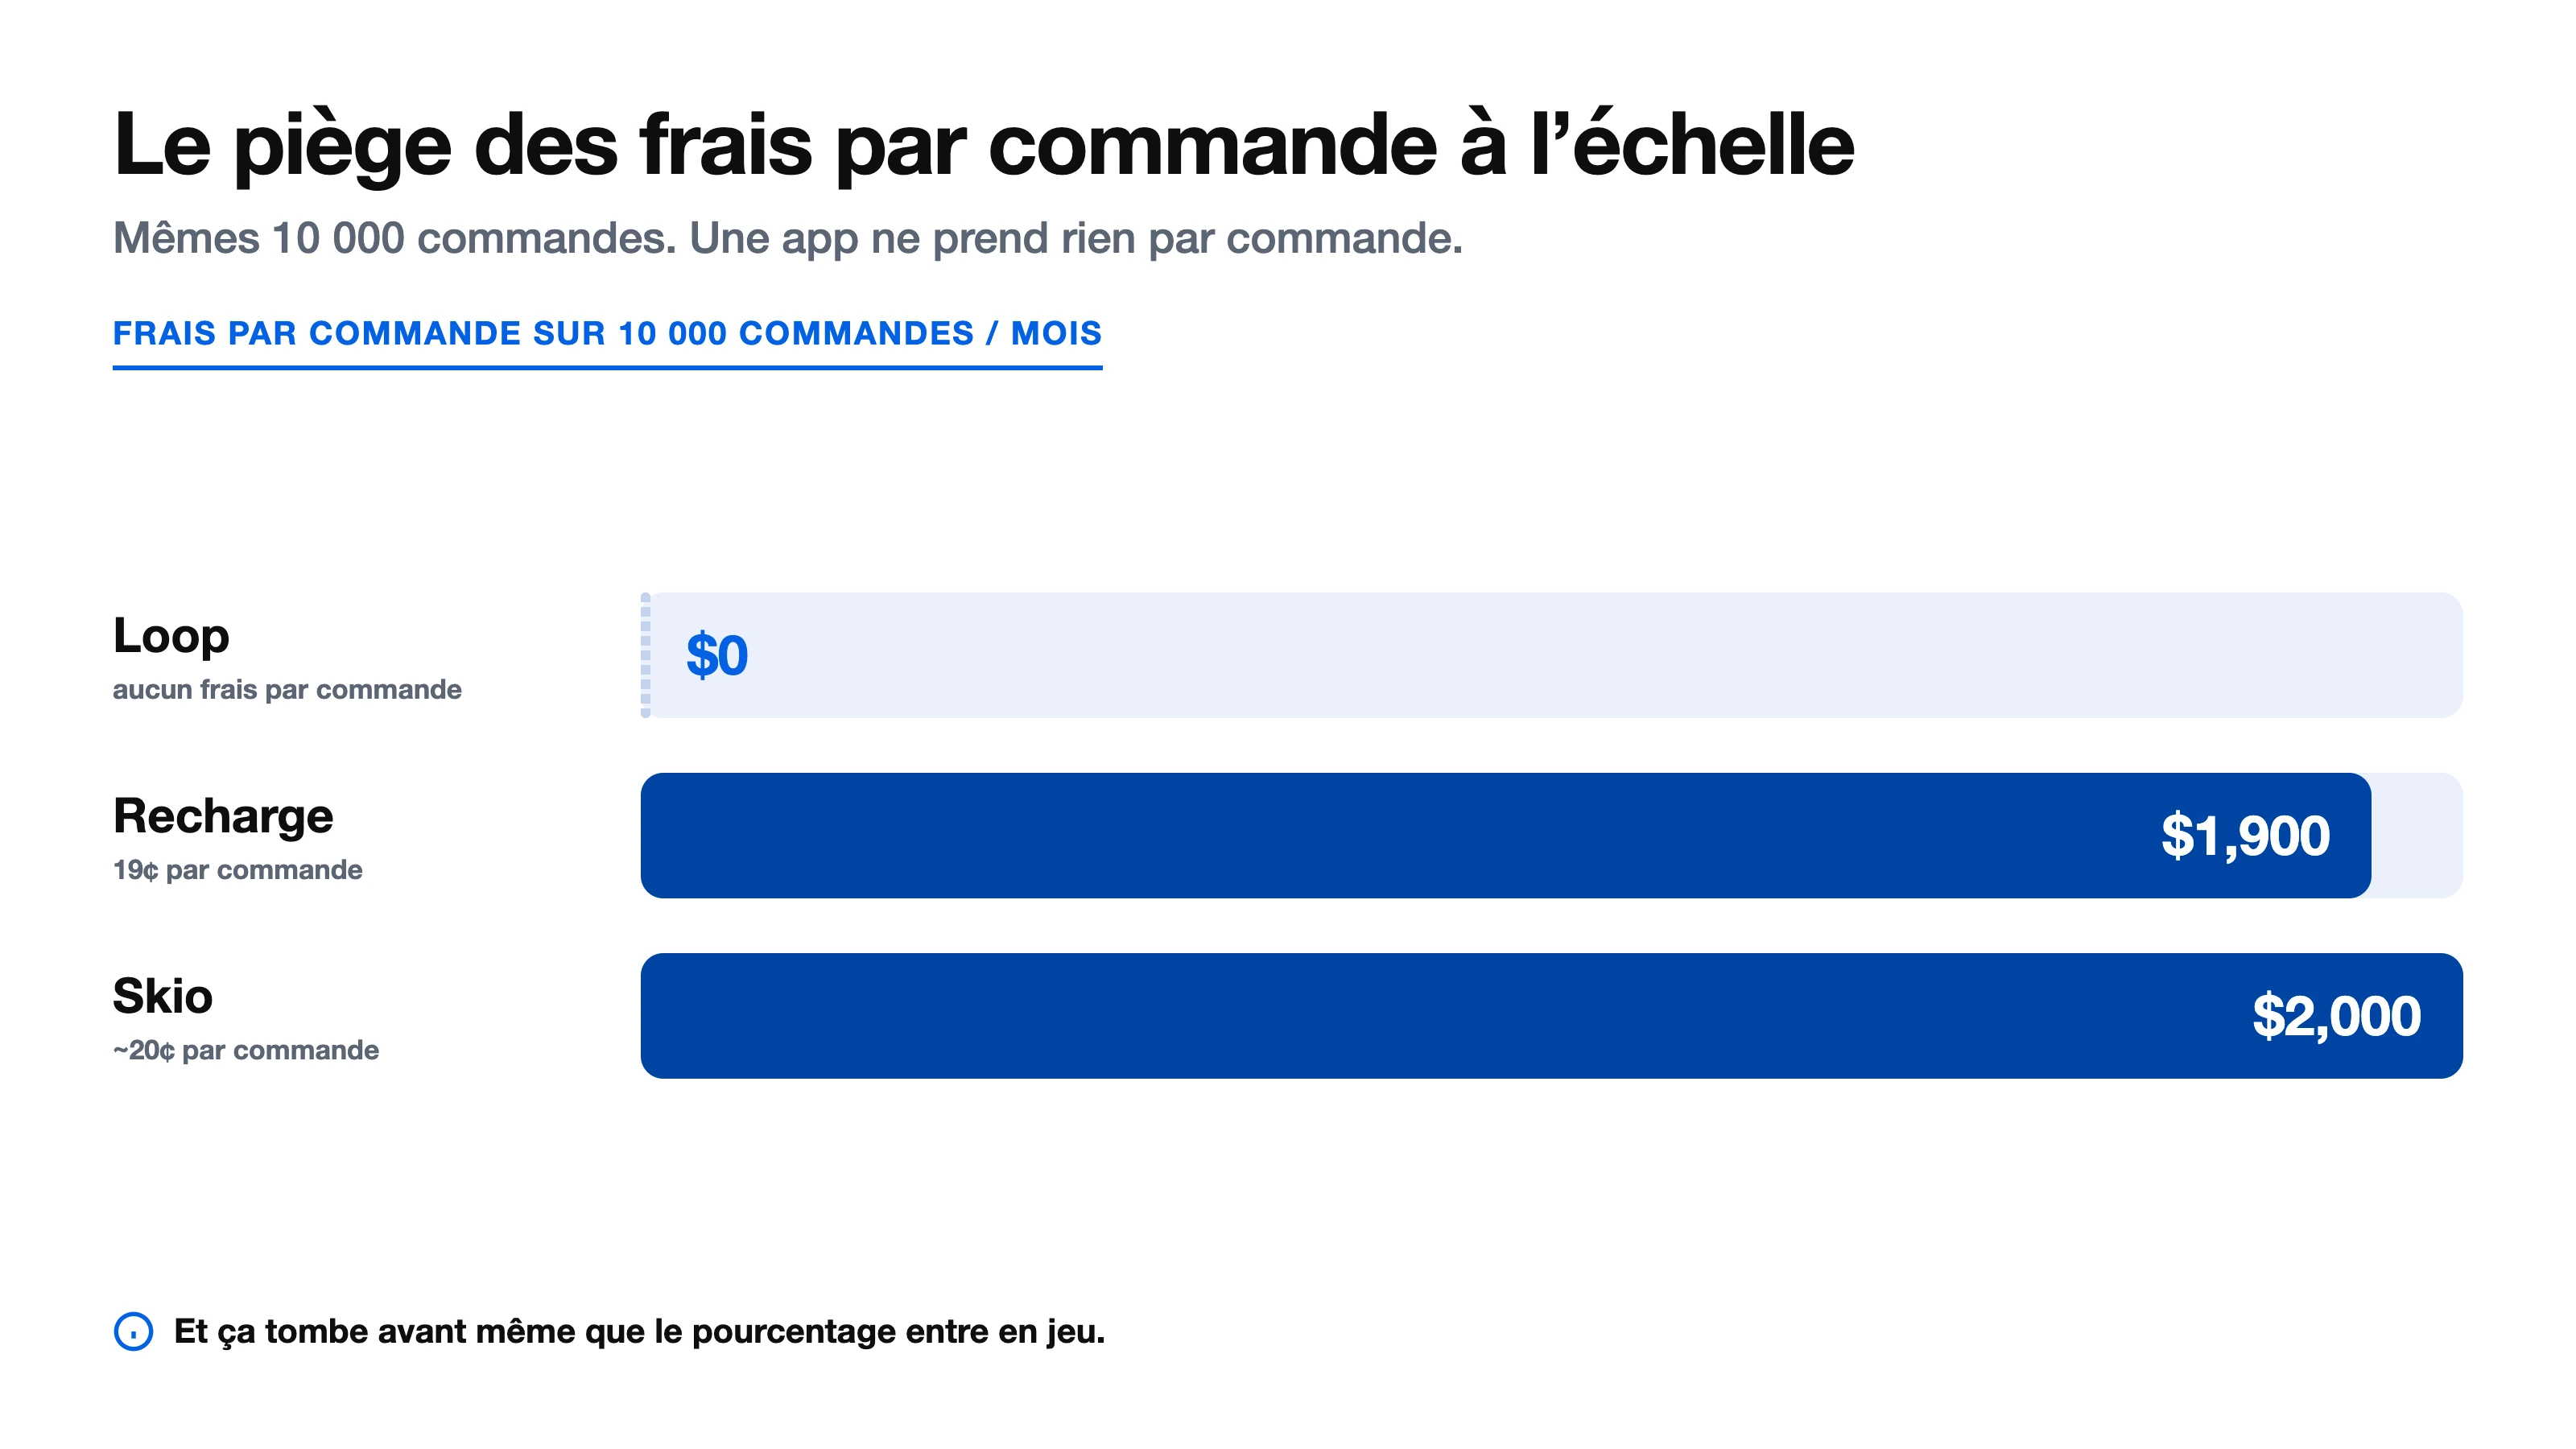 Le piège des frais par commande à l’échelle
Mêmes 10 000 commandes. Une app ne prend rien par commande.
FRAIS PAR COMMANDE SUR 10 000 COMMANDES / MOIS
Loop
aucun frais par commande
$0
Recharge
19¢ par commande
$1,900
Skio
~20¢ par commande
$2,000
Et ça tombe avant même que le pourcentage entre en jeu.